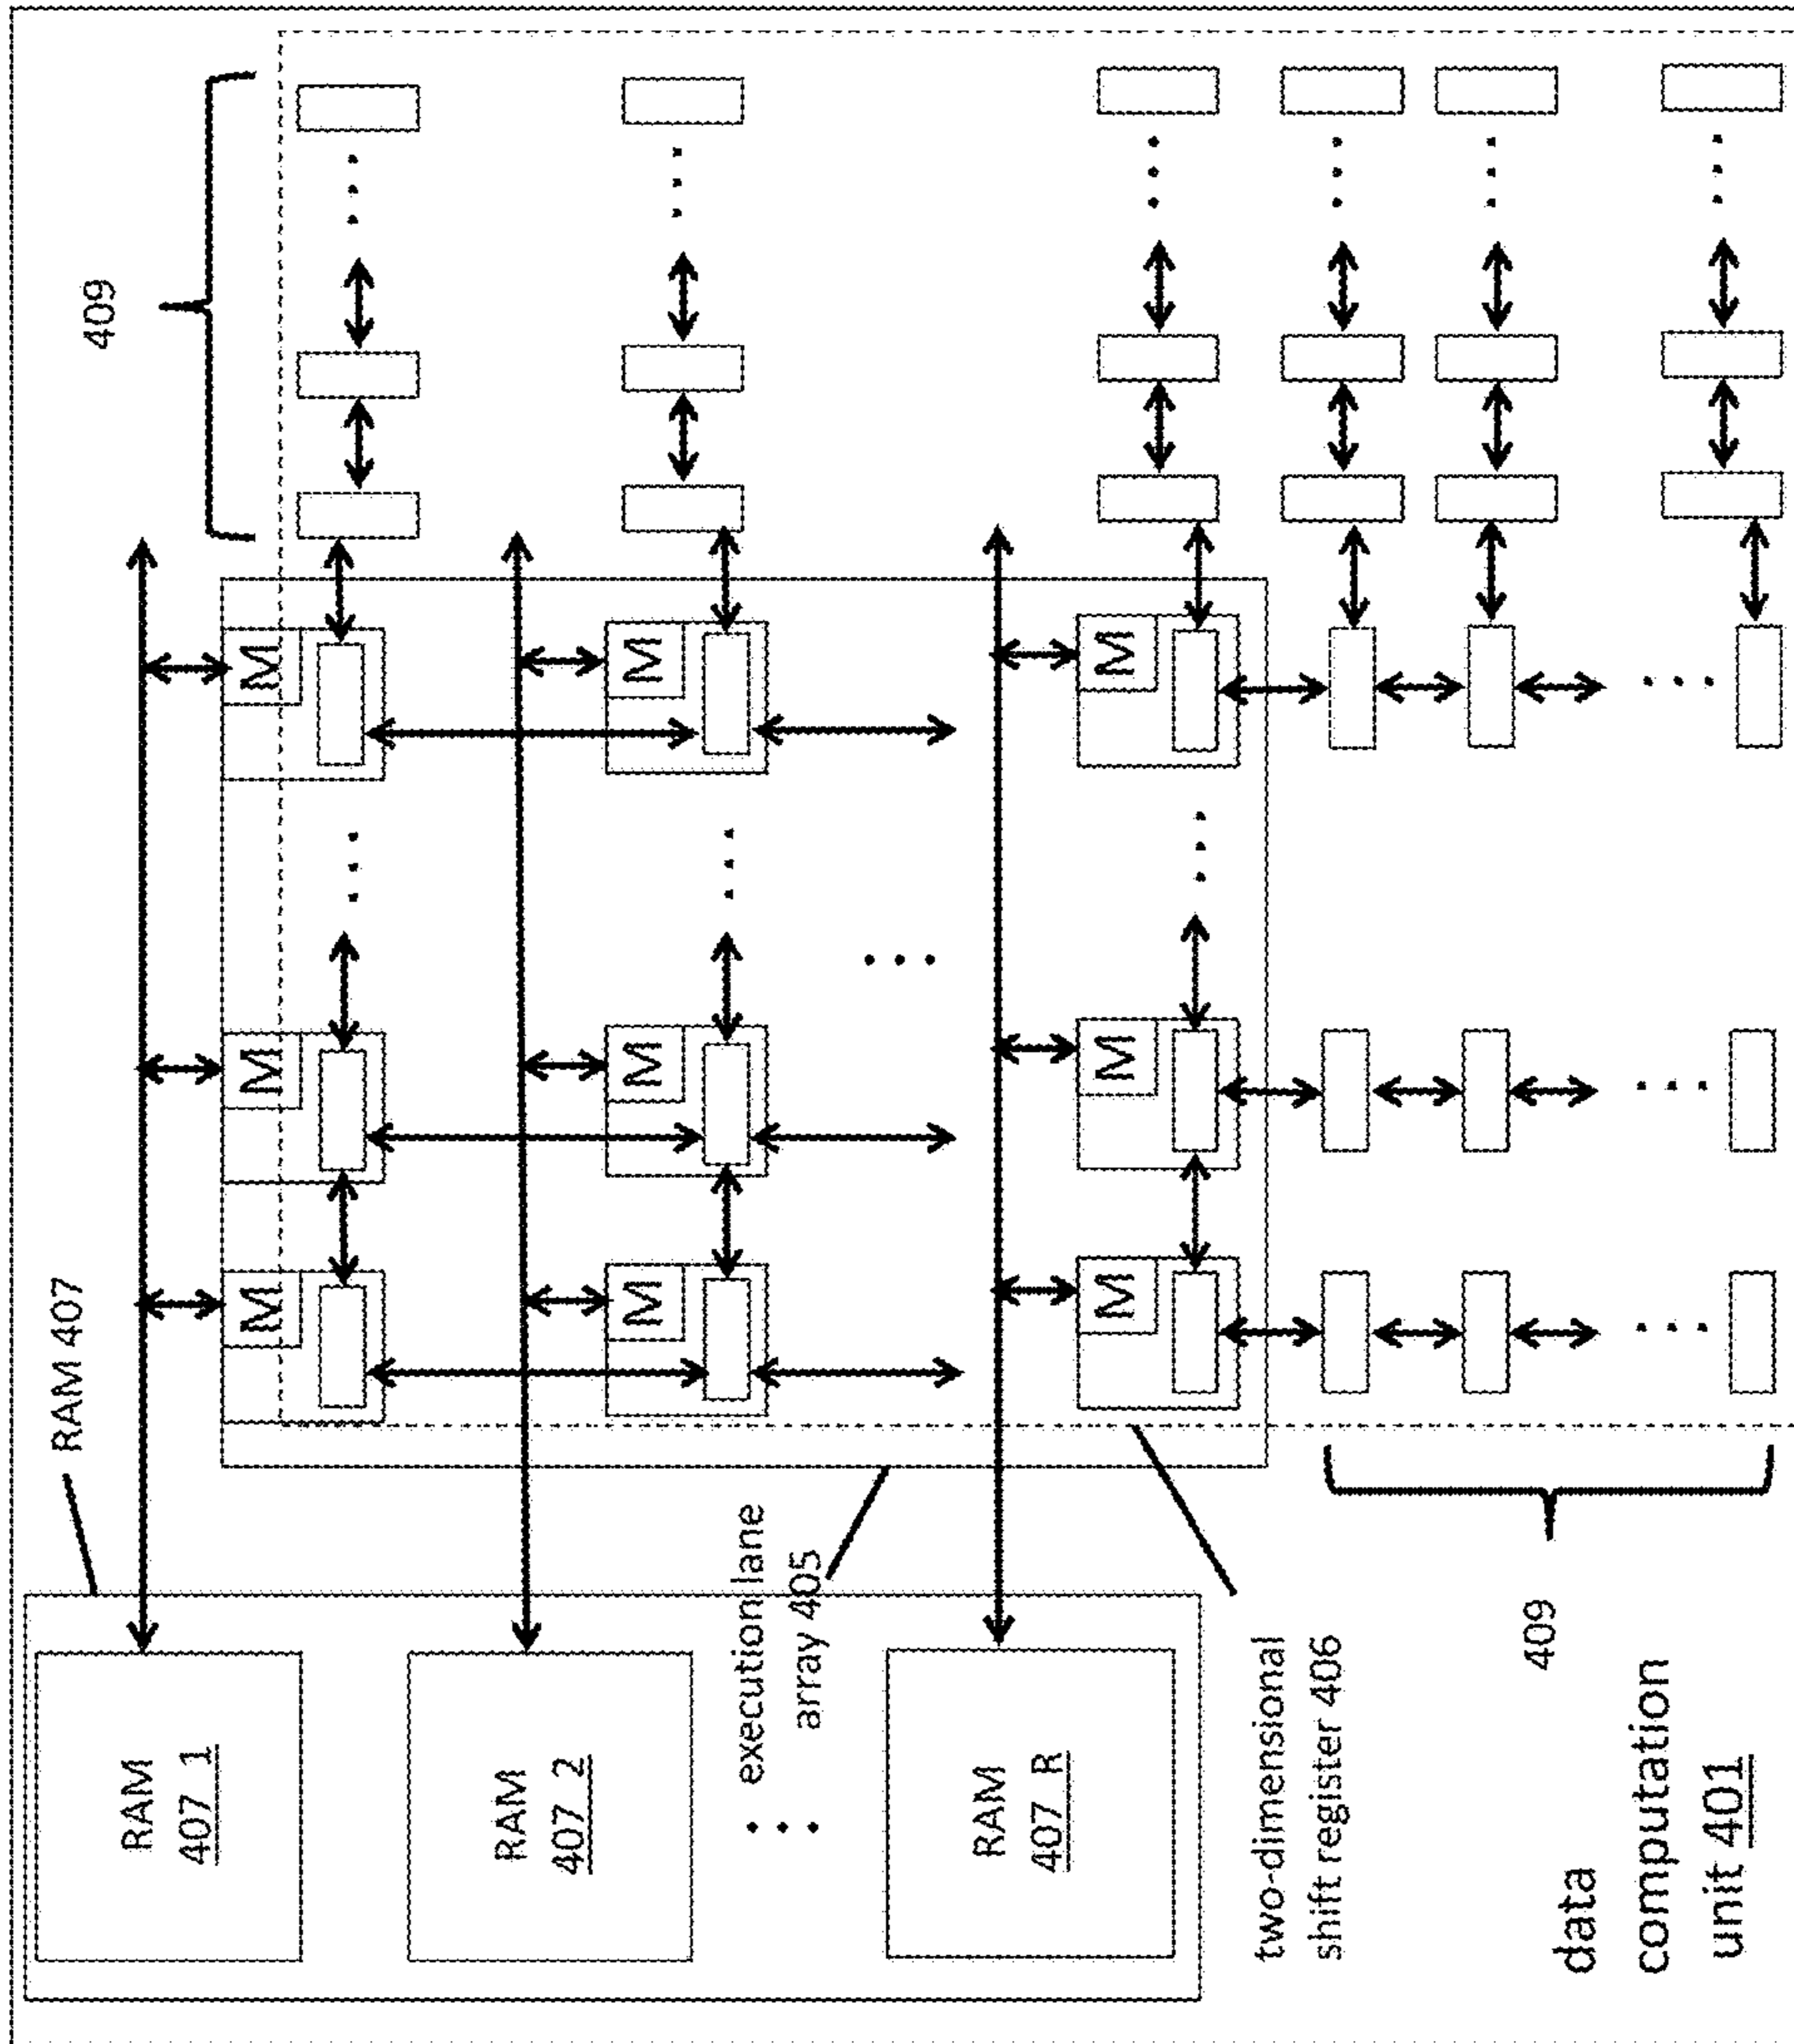 409
RAM 407
M
M
M
M
M
M
M
M
M
RAM
407_1
RAM
407_2
RAM
407_R
execution lane
array 405
two-dimensional
shift register 406
409
data
computation
unit 401